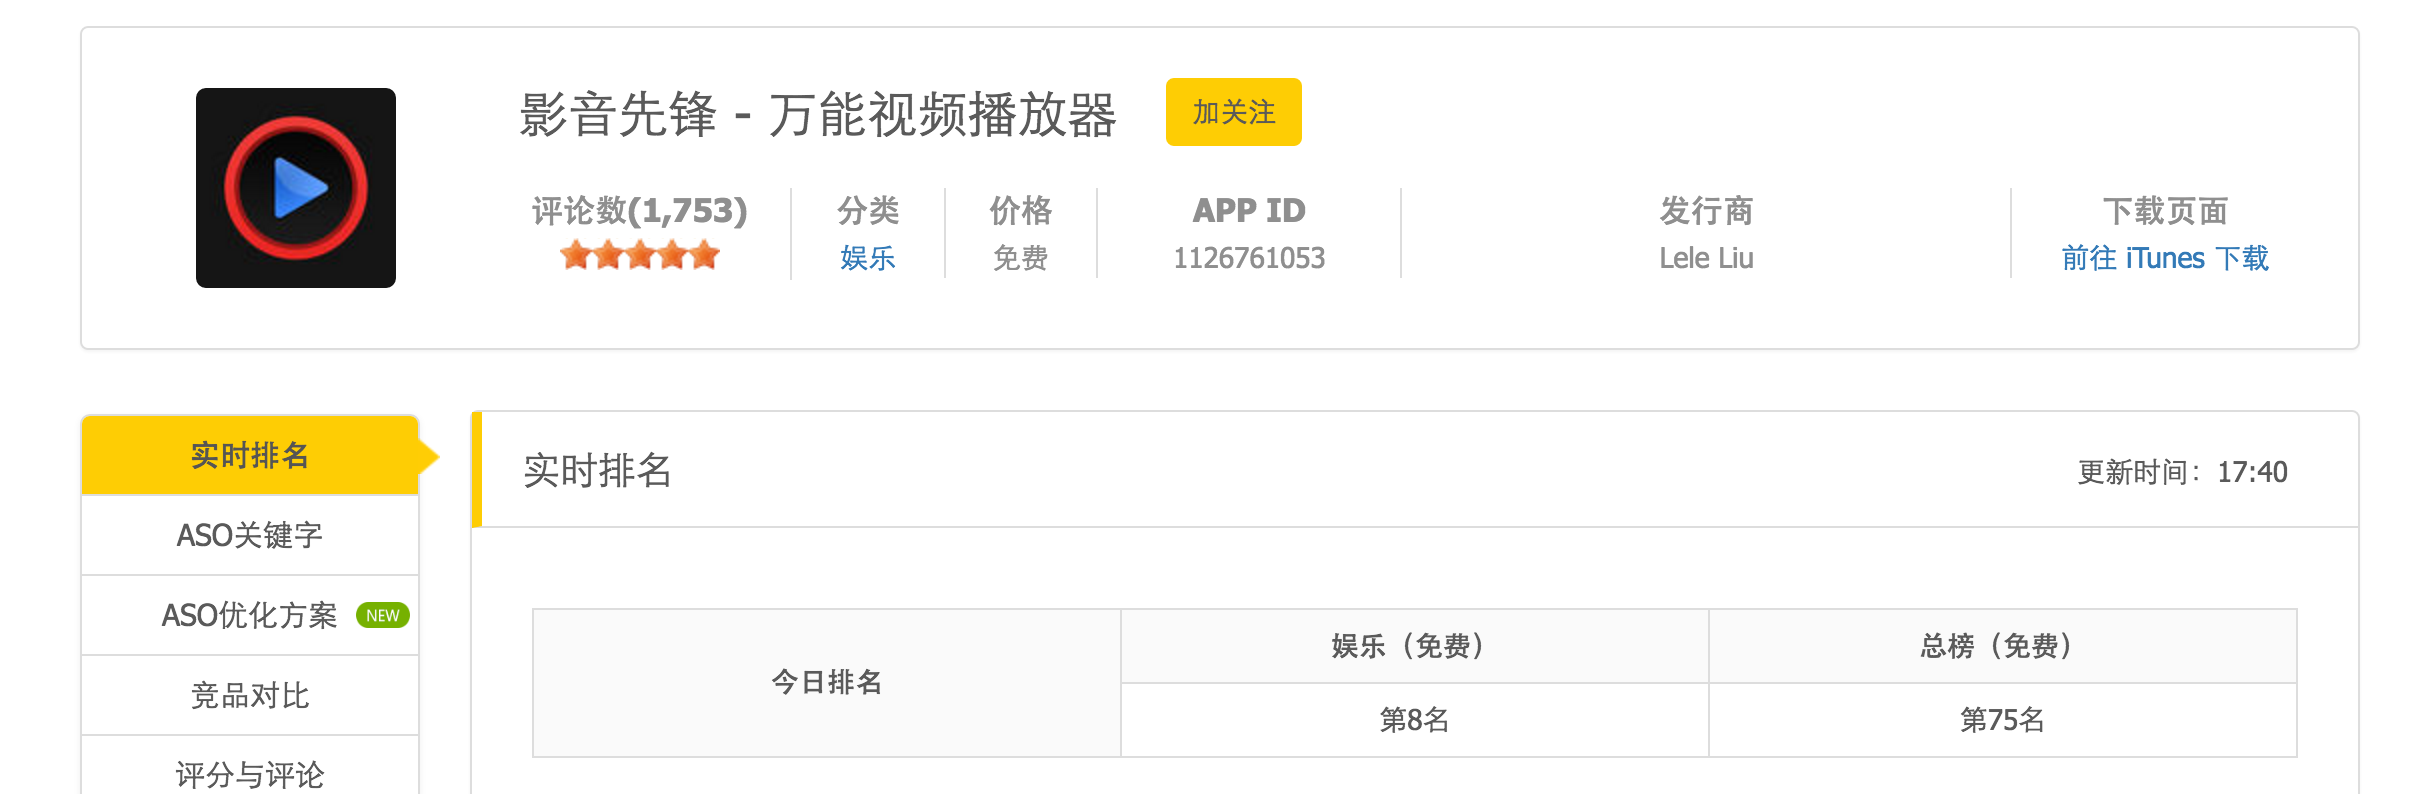 影音先锋 - 万能视频播放器
加关注
评论数(1,753)
分类
娱乐
价格
免费
APP ID
1126761053
发行商
Lele Liu
下载页面
前往 iTunes 下载
实时排名
ASO关键字
ASO优化方案 NEW
竞品对比
评分与评论
实时排名
更新时间：17:40
今日排名
娱乐（免费）
总榜（免费）
第8名
第75名